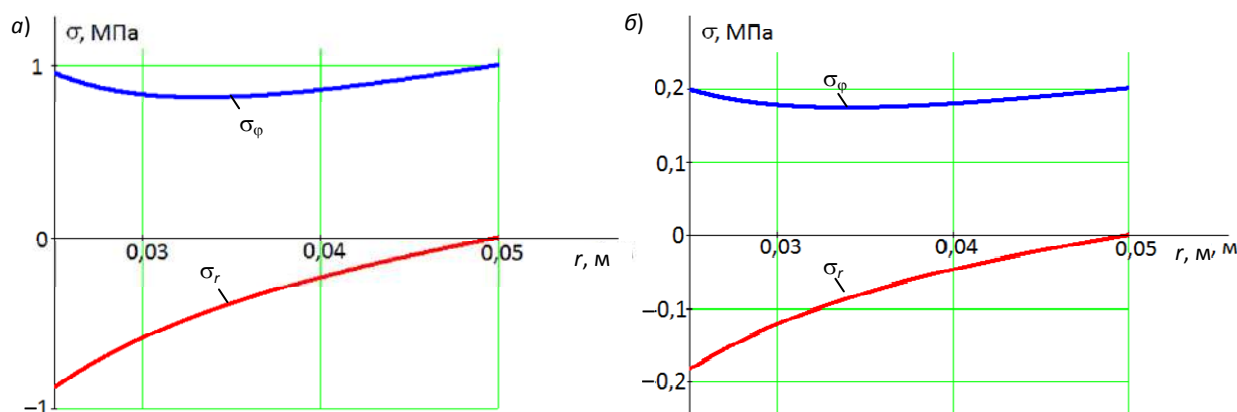 а)
σ, МПа
1
σφ
0
0,03
0,04
0,05
r, м
σr
–1
б)
σ, МПа
0,2
σφ
0,1
0
0,03
0,04
0,05
r, м, м
σr
–0,1
–0,2